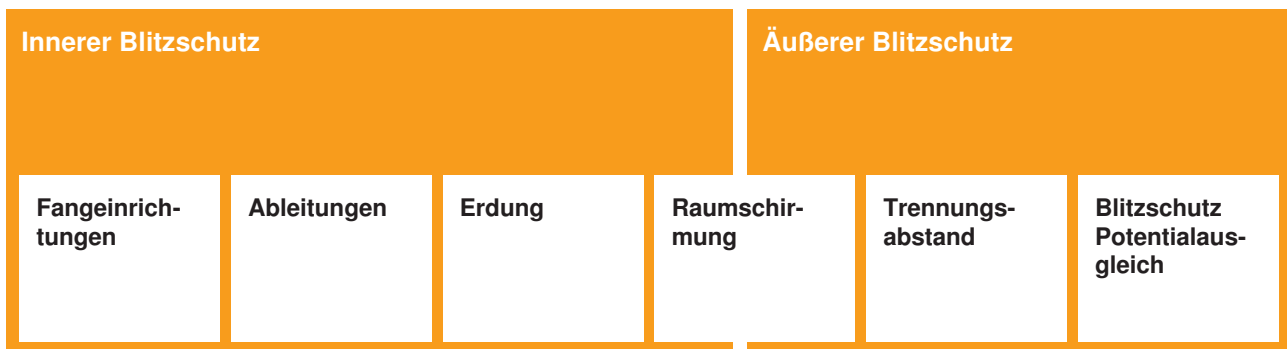 Innerer Blitzschutz
Äußerer Blitzschutz
Fangeinrich-
tungen
Ableitungen
Erdung
Raumschir-
mung
Trennungs-
abstand
Blitzschutz
Potentialaus-
gleich